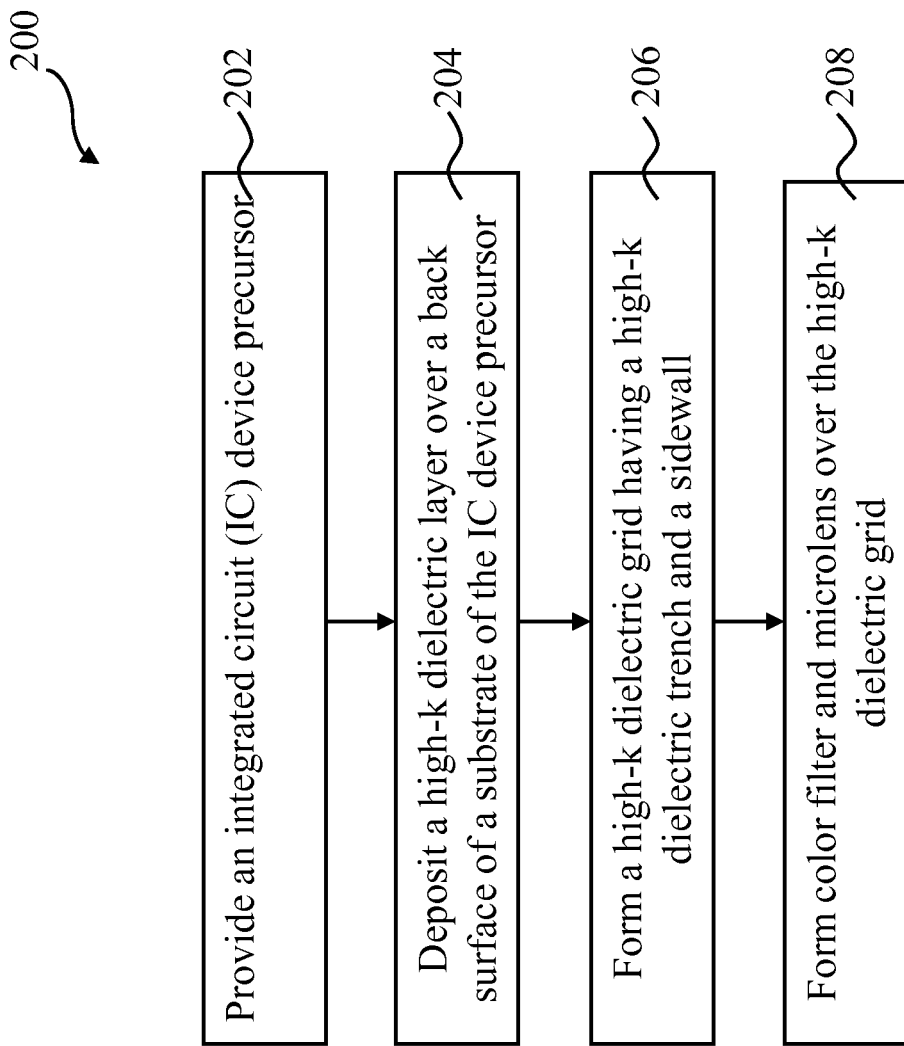 200
Provide an integrated circuit (IC) device precursor
202
Deposit a high-k dielectric layer over a back
surface of a substrate of the IC device precursor
204
Form a high-k dielectric grid having a high-k
dielectric trench and a sidewall
206
Form color filter and microlens over the high-k
dielectric grid
208